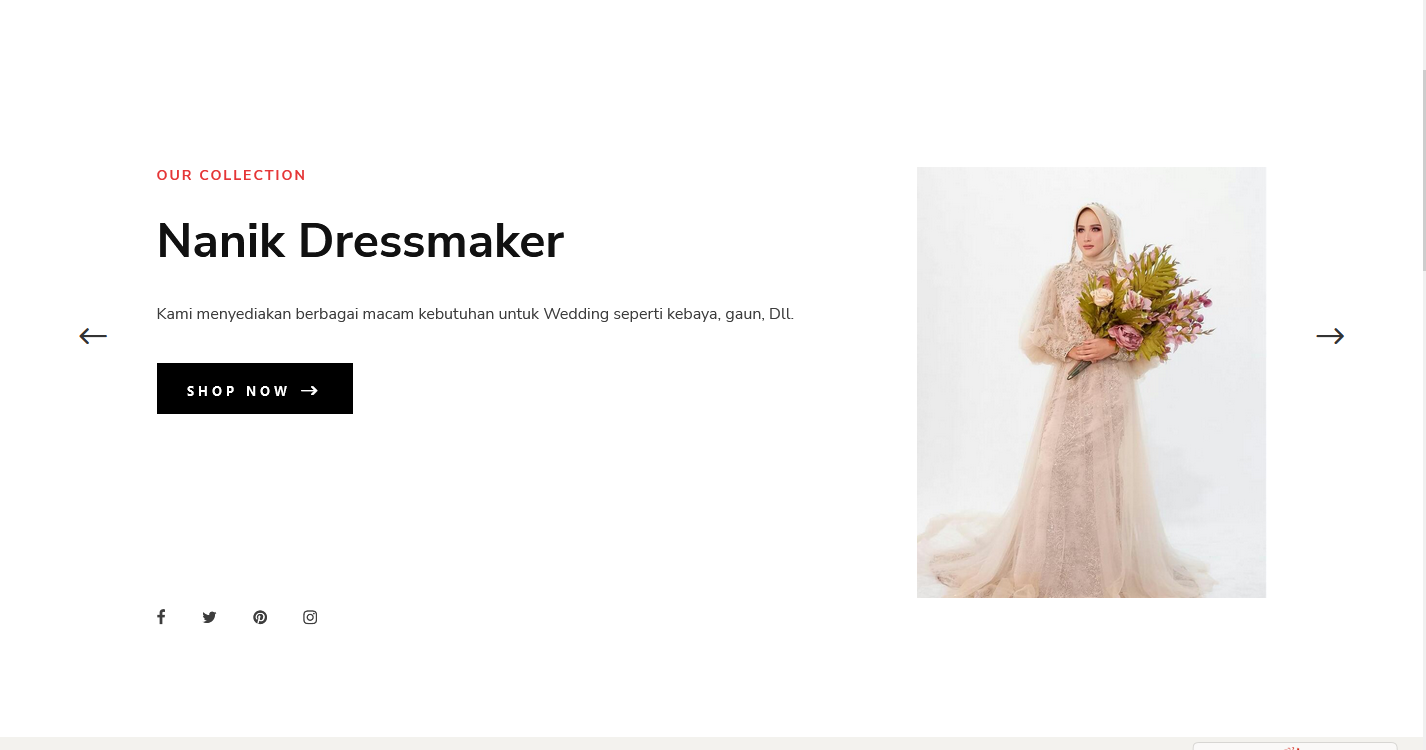 OUR COLLECTION
Nanik Dressmaker
Kami menyediakan berbagai macam kebutuhan untuk Wedding seperti kebaya, gaun, Dll.
SHOP NOW